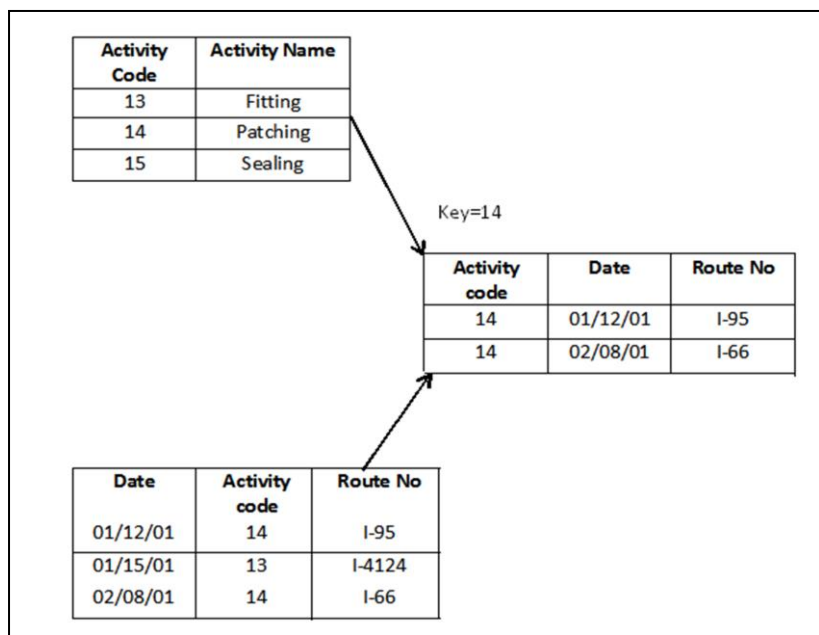 Activity Code Activity Name
13 Fitting
14 Patching
15 Sealing
Key=14
Activity code Date Route No
14 01/12/01 I-95
14 02/08/01 I-66
Date Activity code Route No
01/12/01 14 I-95
01/15/01 13 I-4124
02/08/01 14 I-66